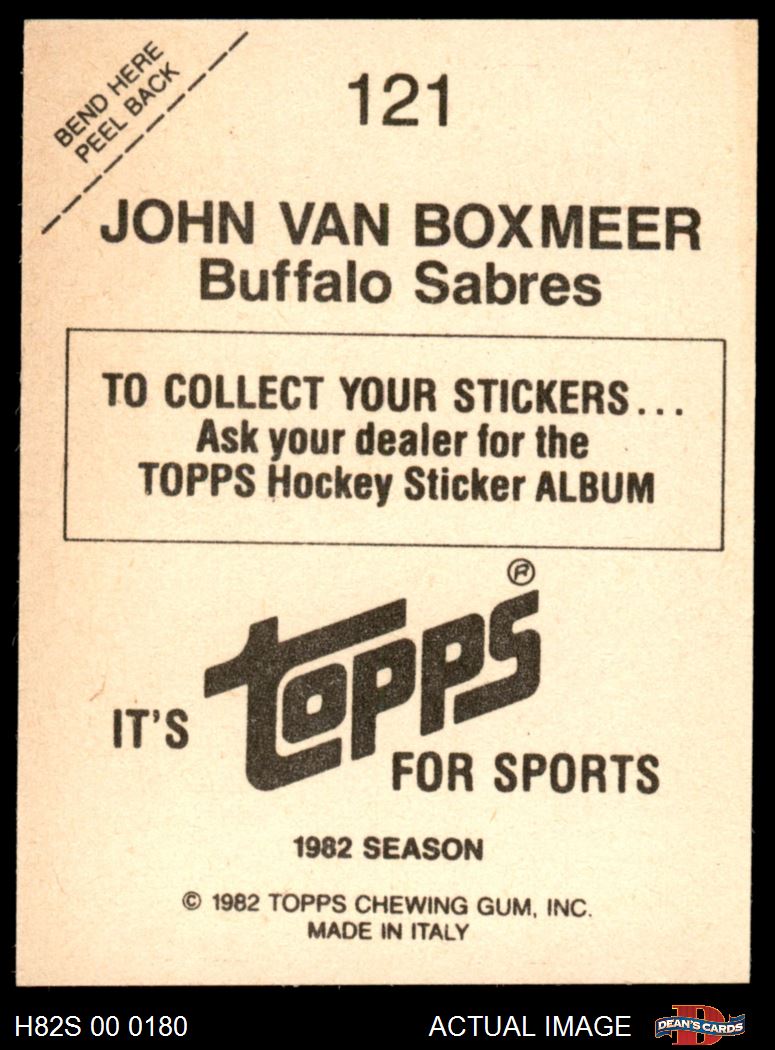 BEND HERE
PEEL BACK
121
JOHN VAN BOXMEER
Buffalo Sabres
TO COLLECT YOUR STICKERS...
Ask your dealer for the
TOPPS Hockey Sticker ALBUM
IT'S topps®
FOR SPORTS
1982 SEASON
© 1982 TOPPS CHEWING GUM, INC.
MADE IN ITALY
H82S 00 0180 ACTUAL IMAGE D DEAN'S CARDS